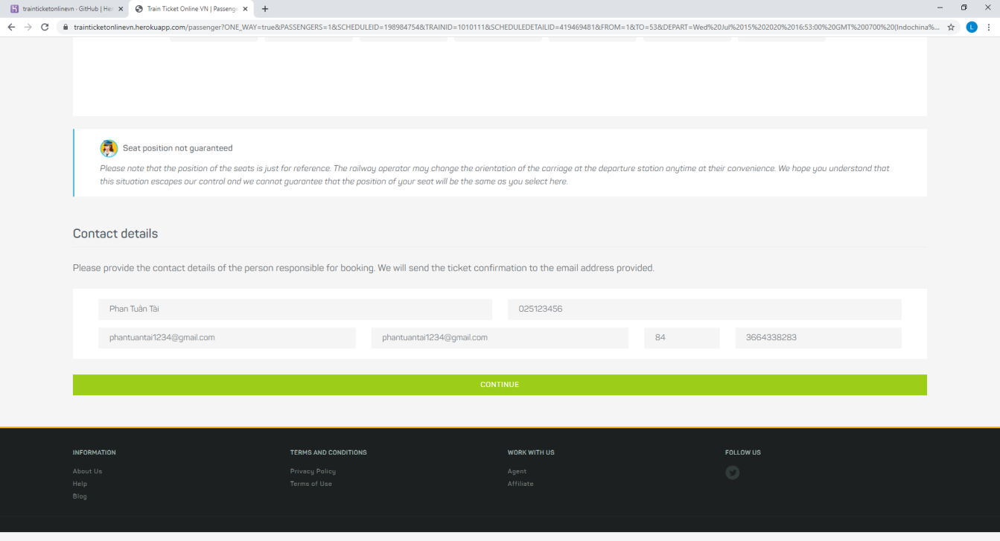 trainticketonlinevn · GitHub | Her
Train Ticket Online VN | Passenge
trainticketonlinevn.herokuapp.com/passenger?ONE_WAY=true&PASSENGERS=1&SCHEDULEID=198984754&TRAINID=1010111&SCHEDULEDETAILID=419469481&FROM=1&TO=53&DEPART=Wed%20Jul%2015%202020%2016:53:00%20GMT%200700%20(Indochina%...
L
Seat position not guaranteed
Please note that the position of the seats is just for reference. The railway operator may change the orientation of the carriage at the departure station anytime at their convenience. We hope you understand that
this situation escapes our control and we cannot guarantee that the position of your seat will be the same as you select here.
Contact details
Please provide the contact details of the person responsible for booking. We will send the ticket confirmation to the email address provided.
Phan Tuân Tài 025123456
phantuantai1234@gmail.com phantuantai1234@gmail.com 84 3664338283
CONTINUE
INFORMATION TERMS AND CONDITIONS WORK WITH US FOLLOW US
About Us Privacy Policy Agent
Help Terms of Use Affiliate
Blog